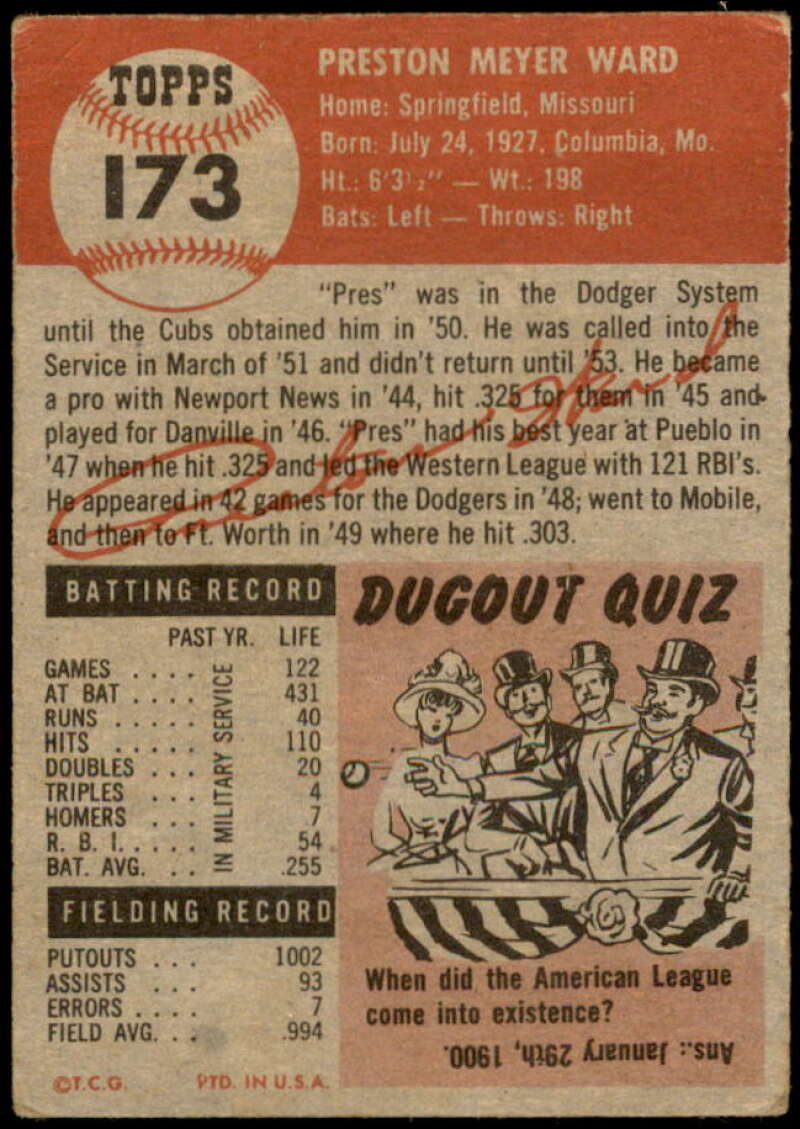 TOPPS
173
PRESTON MEYER WARD
Home: Springfield, Missouri
Born: July 24, 1927, Columbia, Mo.
Ht.: 6'3½" — Wt.: 198
Bats: Left — Throws: Right
"Pres" was in the Dodger System
until the Cubs obtained him in '50. He was called into the
Service in March of '51 and didn't return until '53. He became
a pro with Newport News in '44, hit .325 for them in '45 and
played for Danville in '46. "Pres" had his best year at Pueblo in
'47 when he hit .325 and led the Western League with 121 RBI's.
He appeared in 42 games for the Dodgers in '48; went to Mobile,
and then to Ft. Worth in '49 where he hit .303.
Preston Ward
BATTING RECORD
PAST YR. LIFE
GAMES . . . . 122
AT BAT . . . . 431
RUNS . . . . . 40
HITS . . . . . 110
DOUBLES . . . 20
TRIPLES . . . 4
HOMERS . . . 7
R. B. I. . . . . 54
BAT. AVG. . . .255
IN MILITARY SERVICE
FIELDING RECORD
PUTOUTS . . . 1002
ASSISTS . . . 93
ERRORS . . . . 7
FIELD AVG. . . .994
©T.C.G. PTD. IN U.S.A.
DUGOUT QUIZ
When did the American League
come into existence?
Ans.: January 29th, 1900.